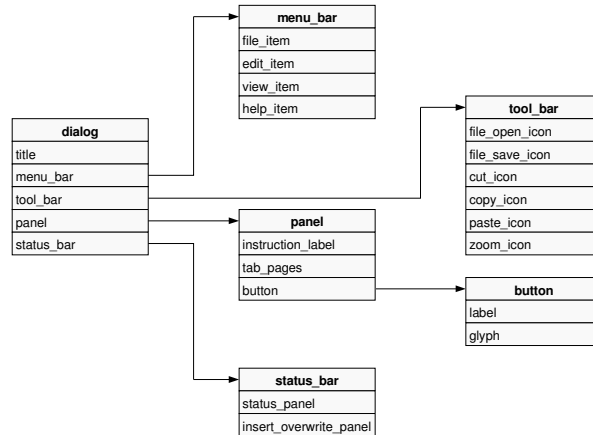 menu_bar
file_item
edit_item
view_item
help_item
dialog
title
menu_bar
tool_bar
panel
status_bar
tool_bar
file_open_icon
file_save_icon
cut_icon
copy_icon
paste_icon
zoom_icon
panel
instruction_label
tab_pages
button
button
label
glyph
status_bar
status_panel
insert_overwrite_panel